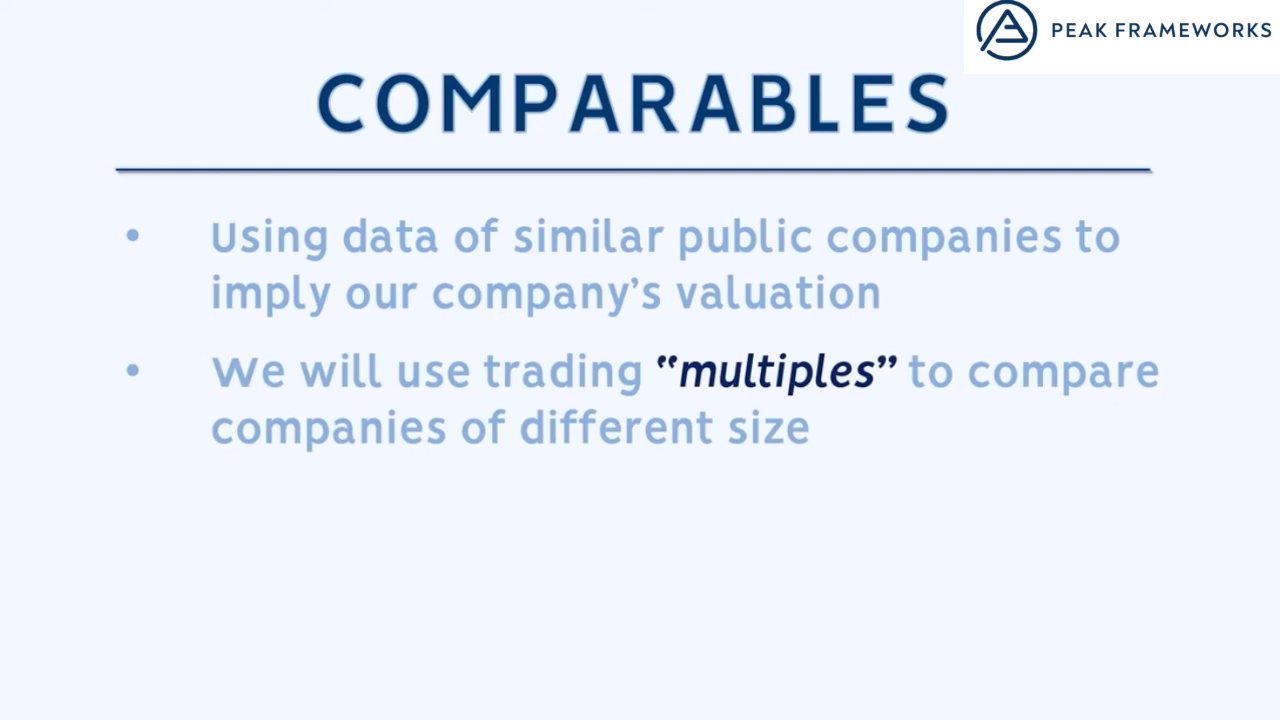 PEAK FRAMEWORKS
COMPARABLES
• Using data of similar public companies to
imply our company’s valuation
• We will use trading “multiples” to compare
companies of different size